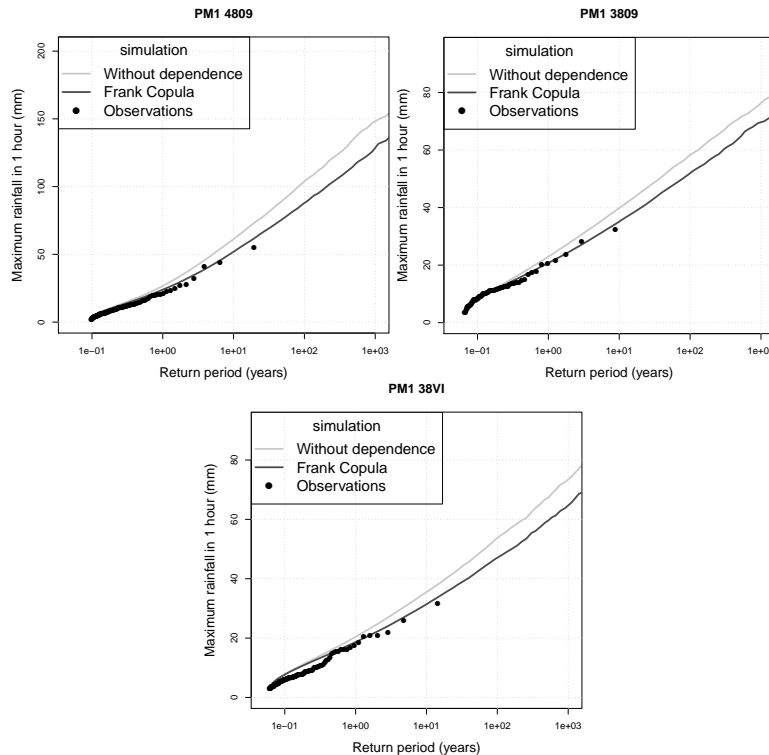 PM1 4809
simulation
Without dependence
Frank Copula
Observations
Maximum rainfall in 1 hour (mm)
0
50
100
150
200
1e−01
1e+00
1e+01
1e+02
1e+03
Return period (years)
PM1 3809
simulation
Without dependence
Frank Copula
Observations
Maximum rainfall in 1 hour (mm)
0
20
40
60
80
1e−01
1e+00
1e+01
1e+02
1e+0
Return period (years)
PM1 38VI
simulation
Without dependence
Frank Copula
Observations
Maximum rainfall in 1 hour (mm)
0
20
40
60
80
1e−01
1e+00
1e+01
1e+02
1e+03
Return period (years)